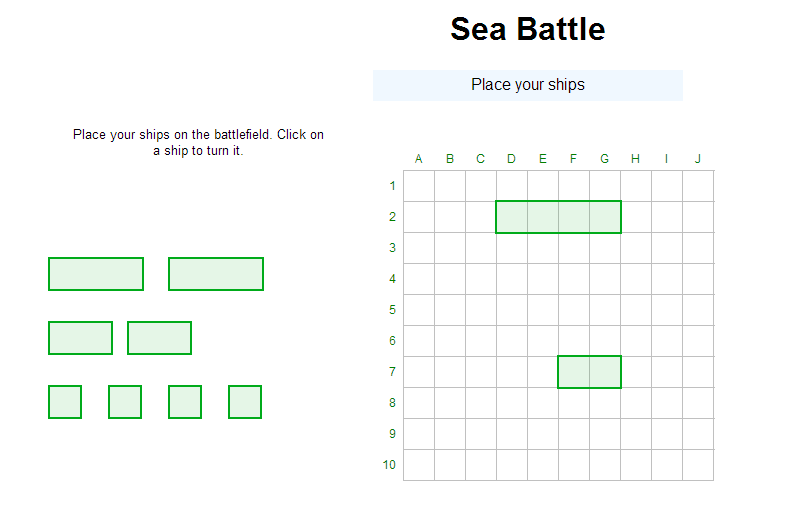 Sea Battle
Place your ships
Place your ships on the battlefield. Click on
a ship to turn it.
A B C D E F G H I J
1
2
3
4
5
6
7
8
9
10